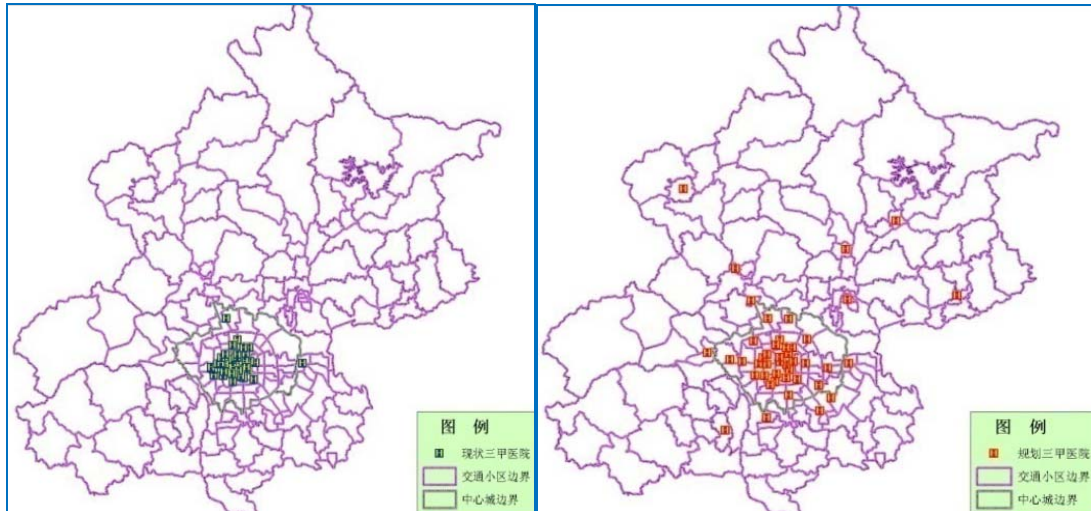 图 例
现状三甲医院
交通小区边界
中心城边界
图 例
规划三甲医院
交通小区边界
中心城边界